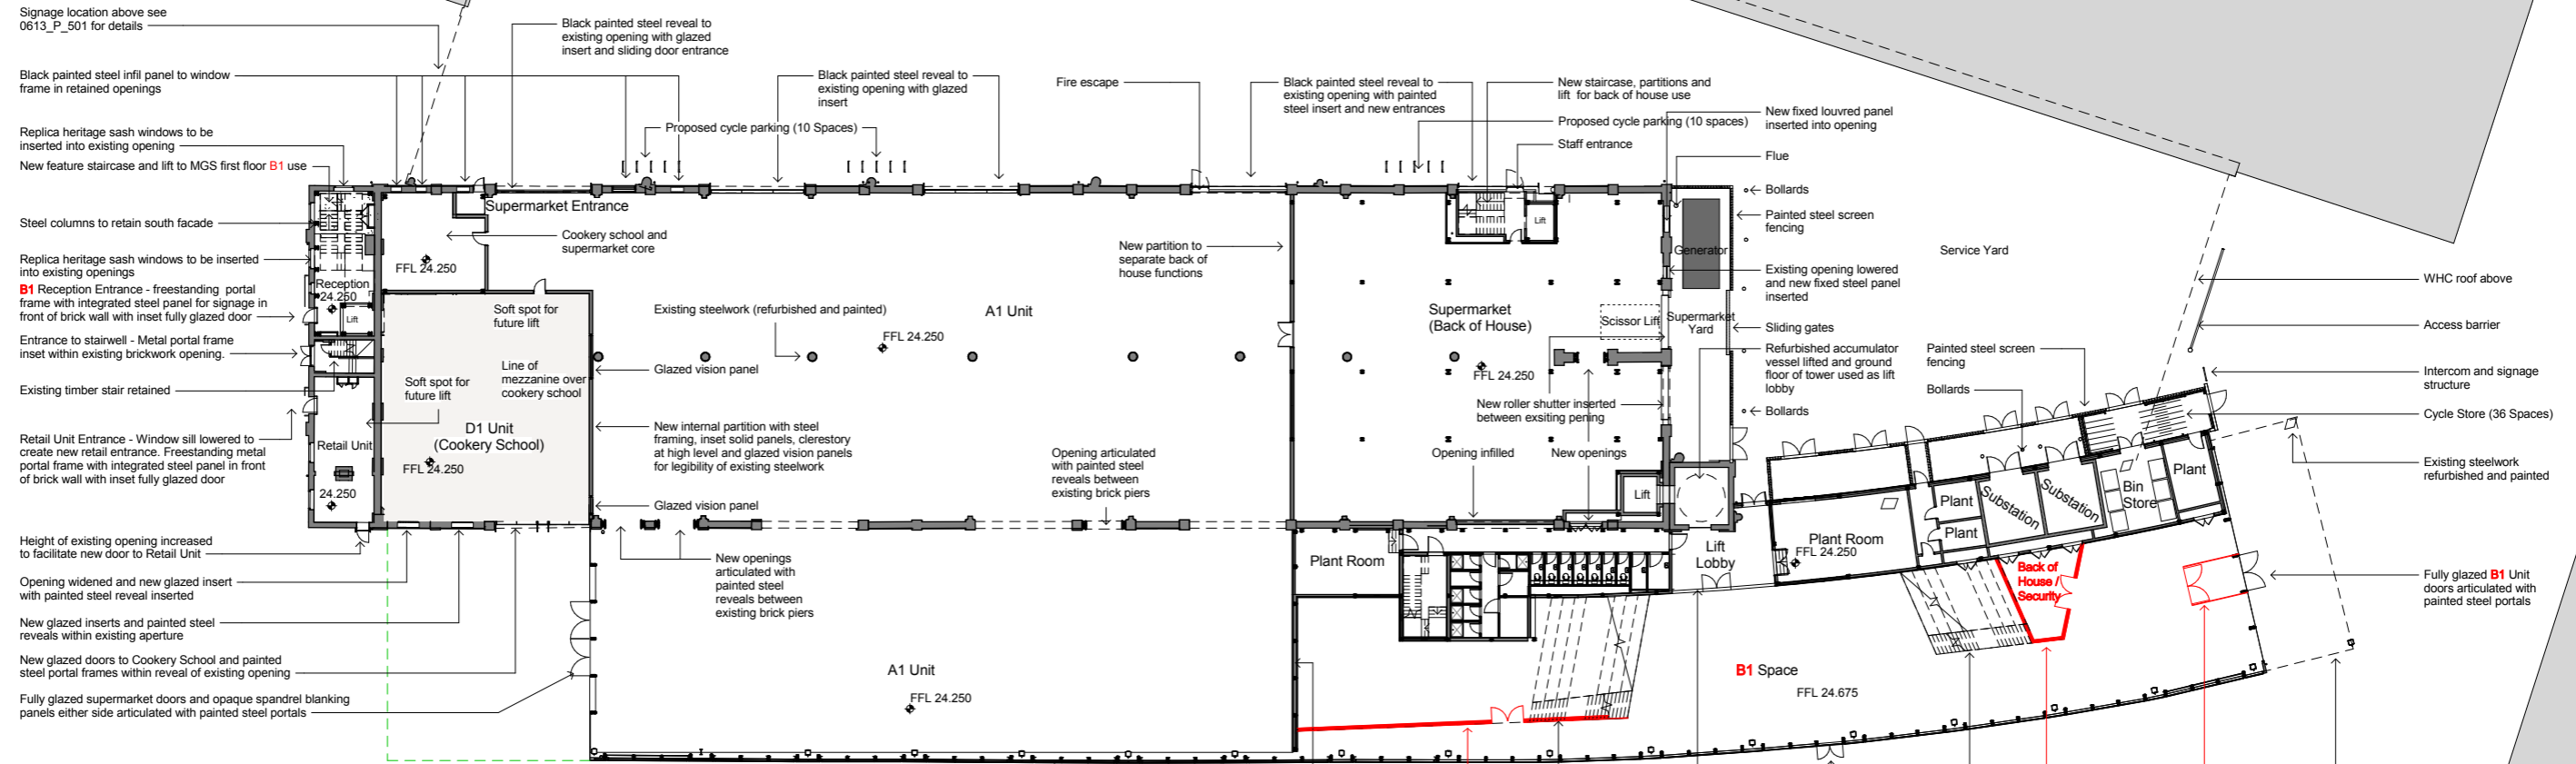 Signage location above see
0613_P_501 for details
Black painted steel infil panel to window
frame in retained openings
Replica heritage sash windows to be
inserted into existing opening
New feature staircase and lift to MGS first floor B1 use
Steel columns to retain south facade
Replica heritage sash windows to be inserted
into existing openings
B1 Reception Entrance - freestanding portal
frame with integrated steel panel for signage in
front of brick wall with inset fully glazed door
Entrance to stairwell - Metal portal frame
inset within existing brickwork opening.
Existing timber stair retained
Retail Unit Entrance - Window sill lowered to
create new retail entrance. Freestanding metal
portal frame with integrated steel panel in front
of brick wall with inset fully glazed door
Height of existing opening increased
to facilitate new door to Retail Unit
Opening widened and new glazed insert
with painted steel reveal inserted
New glazed inserts and painted steel
reveals within existing aperture
New glazed doors to Cookery School and painted
steel portal frames within reveal of existing opening
Fully glazed supermarket doors and opaque spandrel blanking
panels either side articulated with painted steel portals
Black painted steel reveal to
existing opening with glazed
insert and sliding door entrance
Proposed cycle parking (10 Spaces)
Black painted steel reveal to
existing opening with glazed
insert
Fire escape
Black painted steel reveal to
existing opening with painted
steel insert and new entrances
New staircase, partitions and
lift for back of house use
Proposed cycle parking (10 spaces)
Staff entrance
New fixed louvred panel
inserted into opening
Flue
Bollards
Painted steel screen
fencing
Existing opening lowered
and new fixed steel panel
inserted
Sliding gates
Refurbished accumulator
vessel lifted and ground
floor of tower used as lift
lobby
Bollards
Supermarket Entrance
Cookery school and
supermarket core
FFL 24.250
Reception
24.250
Lift
Soft spot for
future lift
Line of
mezzanine over
cookery school
Soft spot for
future lift
D1 Unit
(Cookery School)
FFL 24.250
Retail Unit
24.250
Existing steelwork (refurbished and painted)
Glazed vision panel
New internal partition with steel
framing, inset solid panels, clerestory
at high level and glazed vision panels
for legibility of existing steelwork
Glazed vision panel
New openings
articulated with
painted steel
reveals between
existing brick piers
A1 Unit
FFL 24.250
New partition to
separate back of
house functions
Opening articulated
with painted steel
reveals between
existing brick piers
Lift
Supermarket
(Back of House)
FFL 24.250
Scissor Lift
Generator
Supermarket
Yard
New roller shutter inserted
between exsiting pening
Opening infilled
New openings
Lift
Service Yard
Painted steel screen
fencing
Bollards
WHC roof above
Access barrier
Intercom and signage
structure
Cycle Store (36 Spaces)
Existing steelwork
refurbished and painted
Fully glazed B1 Unit
doors articulated with
painted steel portals
Plant
Bin
Store
Substation
Substation
Plant
Plant
Plant Room
FFL 24.250
Lift
Lobby
Plant Room
Back of
House /
Security
A1 Unit
FFL 24.250
B1 Space
FFL 24.675